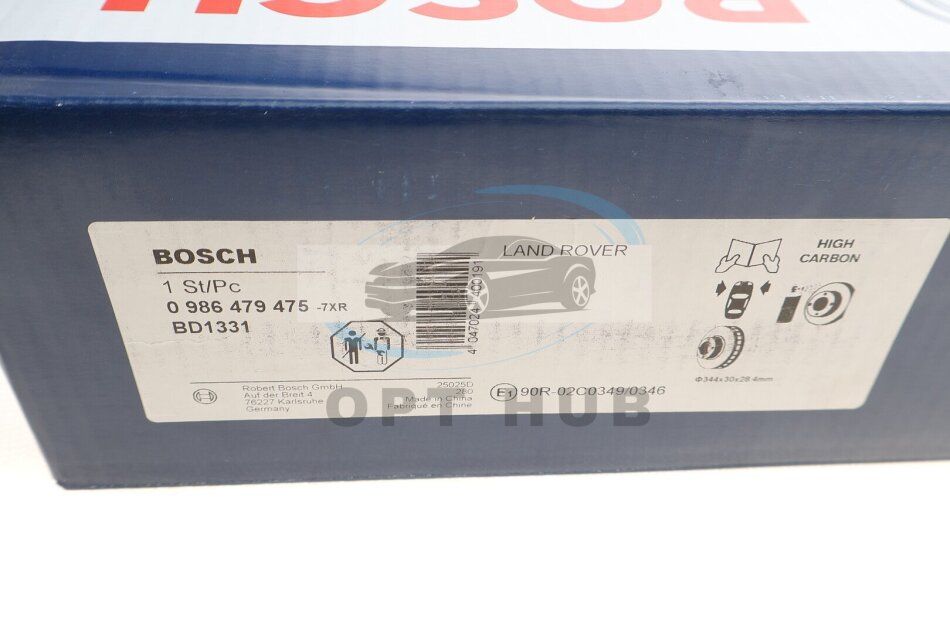 BOSCH
BOSCH
1 St/Pc
0 986 479 475 -7XR
BD1331
LAND ROVER
HIGH
CARBON
Φ344x30x28.4mm
Robert Bosch GmbH
Auf der Breit 4
76227 Karlsruhe
Germany
25025D
260
Made in China
Fabriqué en Chine
E1 90R-02C0349/0346
OPT HUB